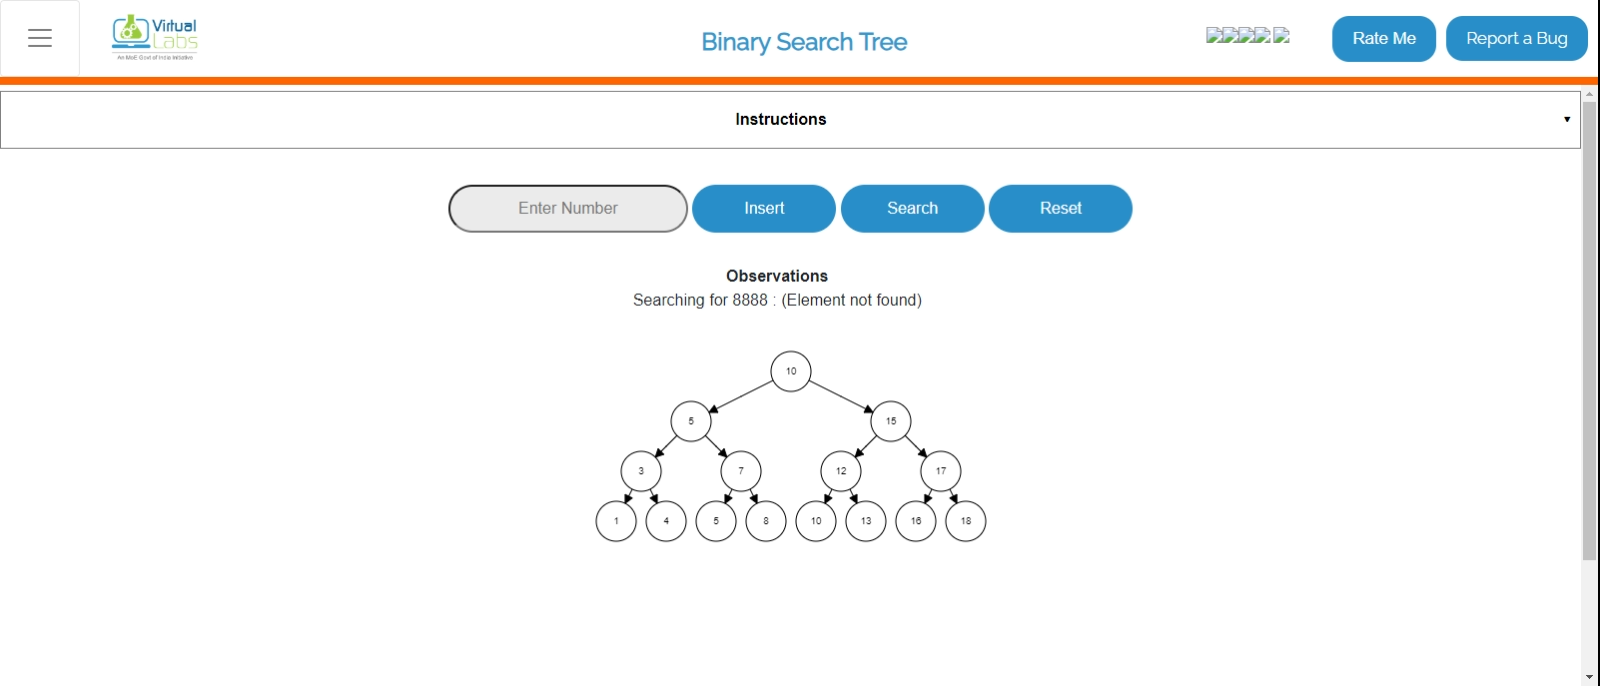 Virtual
Labs
An MoE Govt of India Initiative
Binary Search Tree
Rate Me
Report a Bug
Instructions
Enter Number
Insert
Search
Reset
Observations
Searching for 8888 : (Element not found)
10
5
15
3
7
12
17
1
4
5
8
10
13
16
18